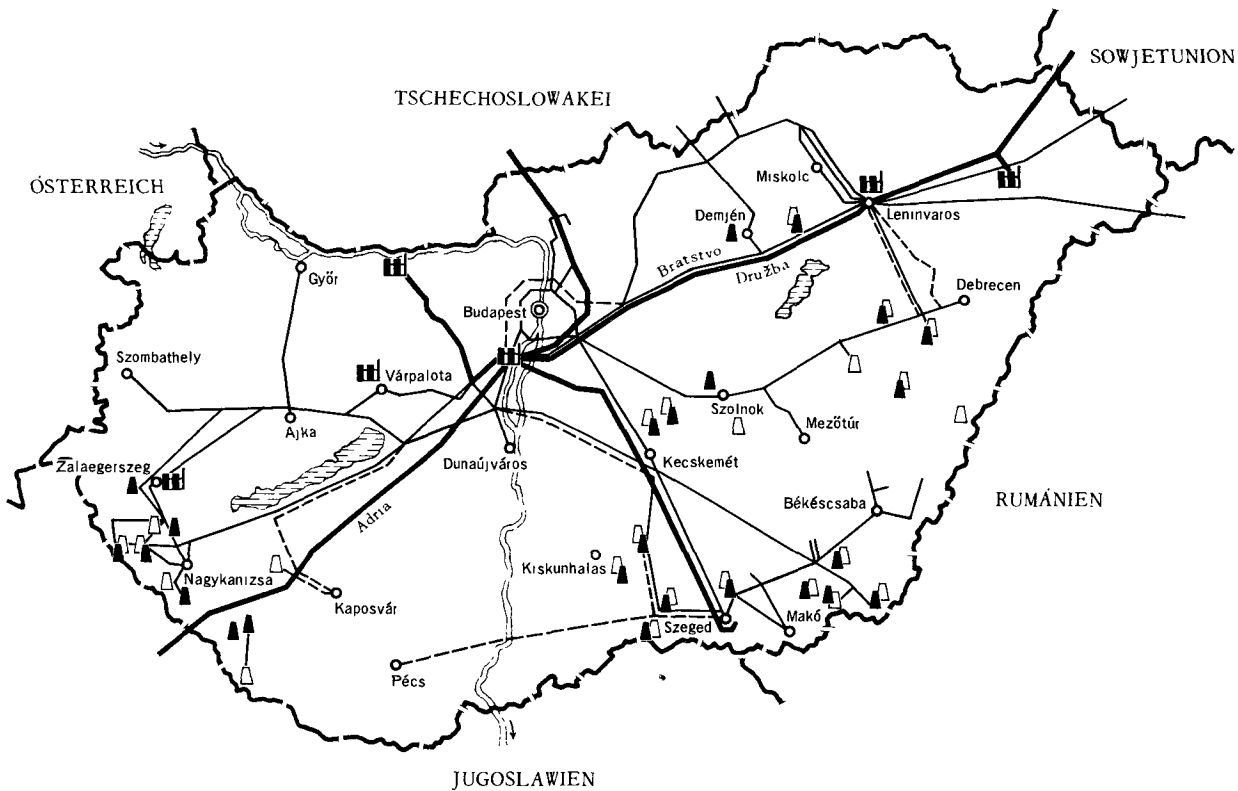 SOWJETUNION
TSCHECHOSLOWAKEI
ÖSTERREICH
Miskolc
Demjén
Leninvaros
Győr
Bratstvo
Družba
Budapest
Debrecen
Szombathely
Várpalota
Szolnok
Ajka
Mezőtúr
Zalaegerszeg
Dunaújváros
Kecskemét
Békéscsaba
RUMÁNIEN
Adria
Nagykanizsa
Kiskunhalas
Kaposvár
Szeged
Makó
Pécs
JUGOSLAWIEN